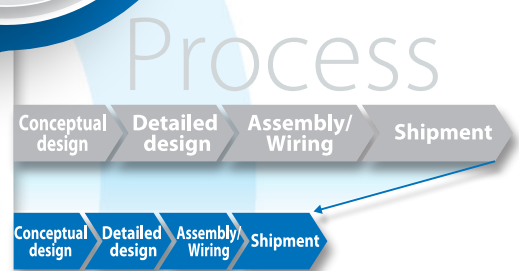 Process
Conceptual design
Detailed design
Assembly/ Wiring
Shipment
Conceptual design
Detailed design
Assembly/ Wiring
Shipment